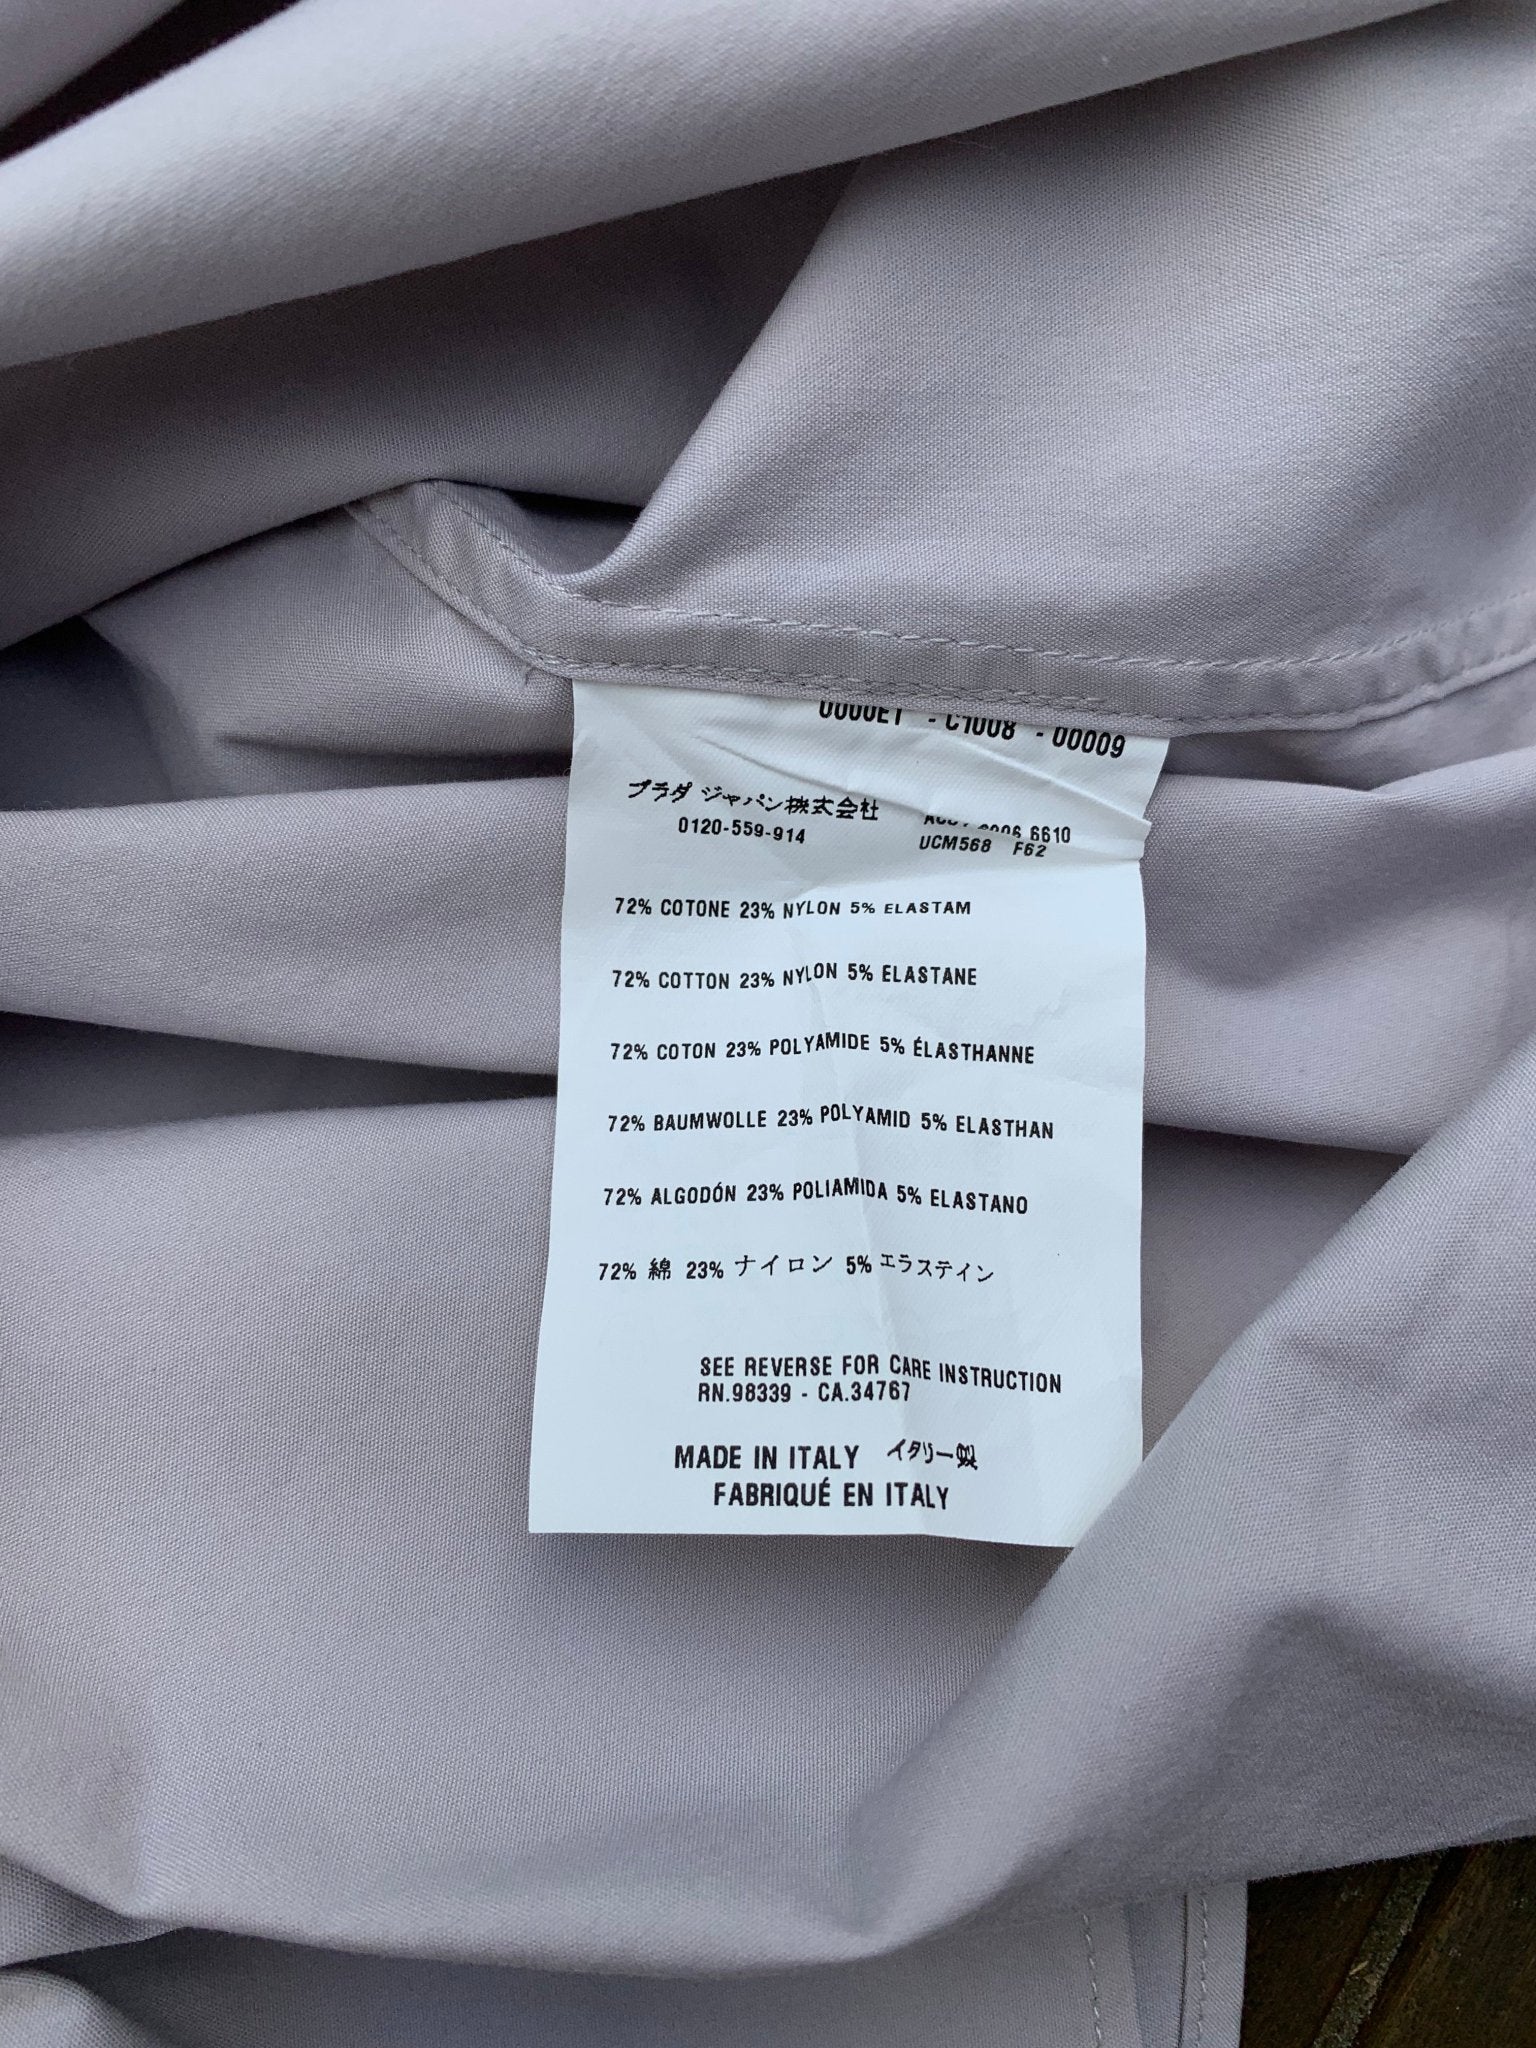 0000E1 - C1008 - 00009
プラダ ジャパン株式会社
0120-559-914
6610
UCM568 F62
72% COTONE 23% NYLON 5% ELASTAM
72% COTTON 23% NYLON 5% ELASTANE
72% COTON 23% POLYAMIDE 5% ÉLASTHANNE
72% BAUMWOLLE 23% POLYAMID 5% ELASTHAN
72% ALGODÓN 23% POLIAMIDA 5% ELASTANO
72% 綿 23% ナイロン 5% エラステイン
SEE REVERSE FOR CARE INSTRUCTION
RN.98339 - CA.34767
MADE IN ITALY イタリー製
FABRIQUÉ EN ITALY